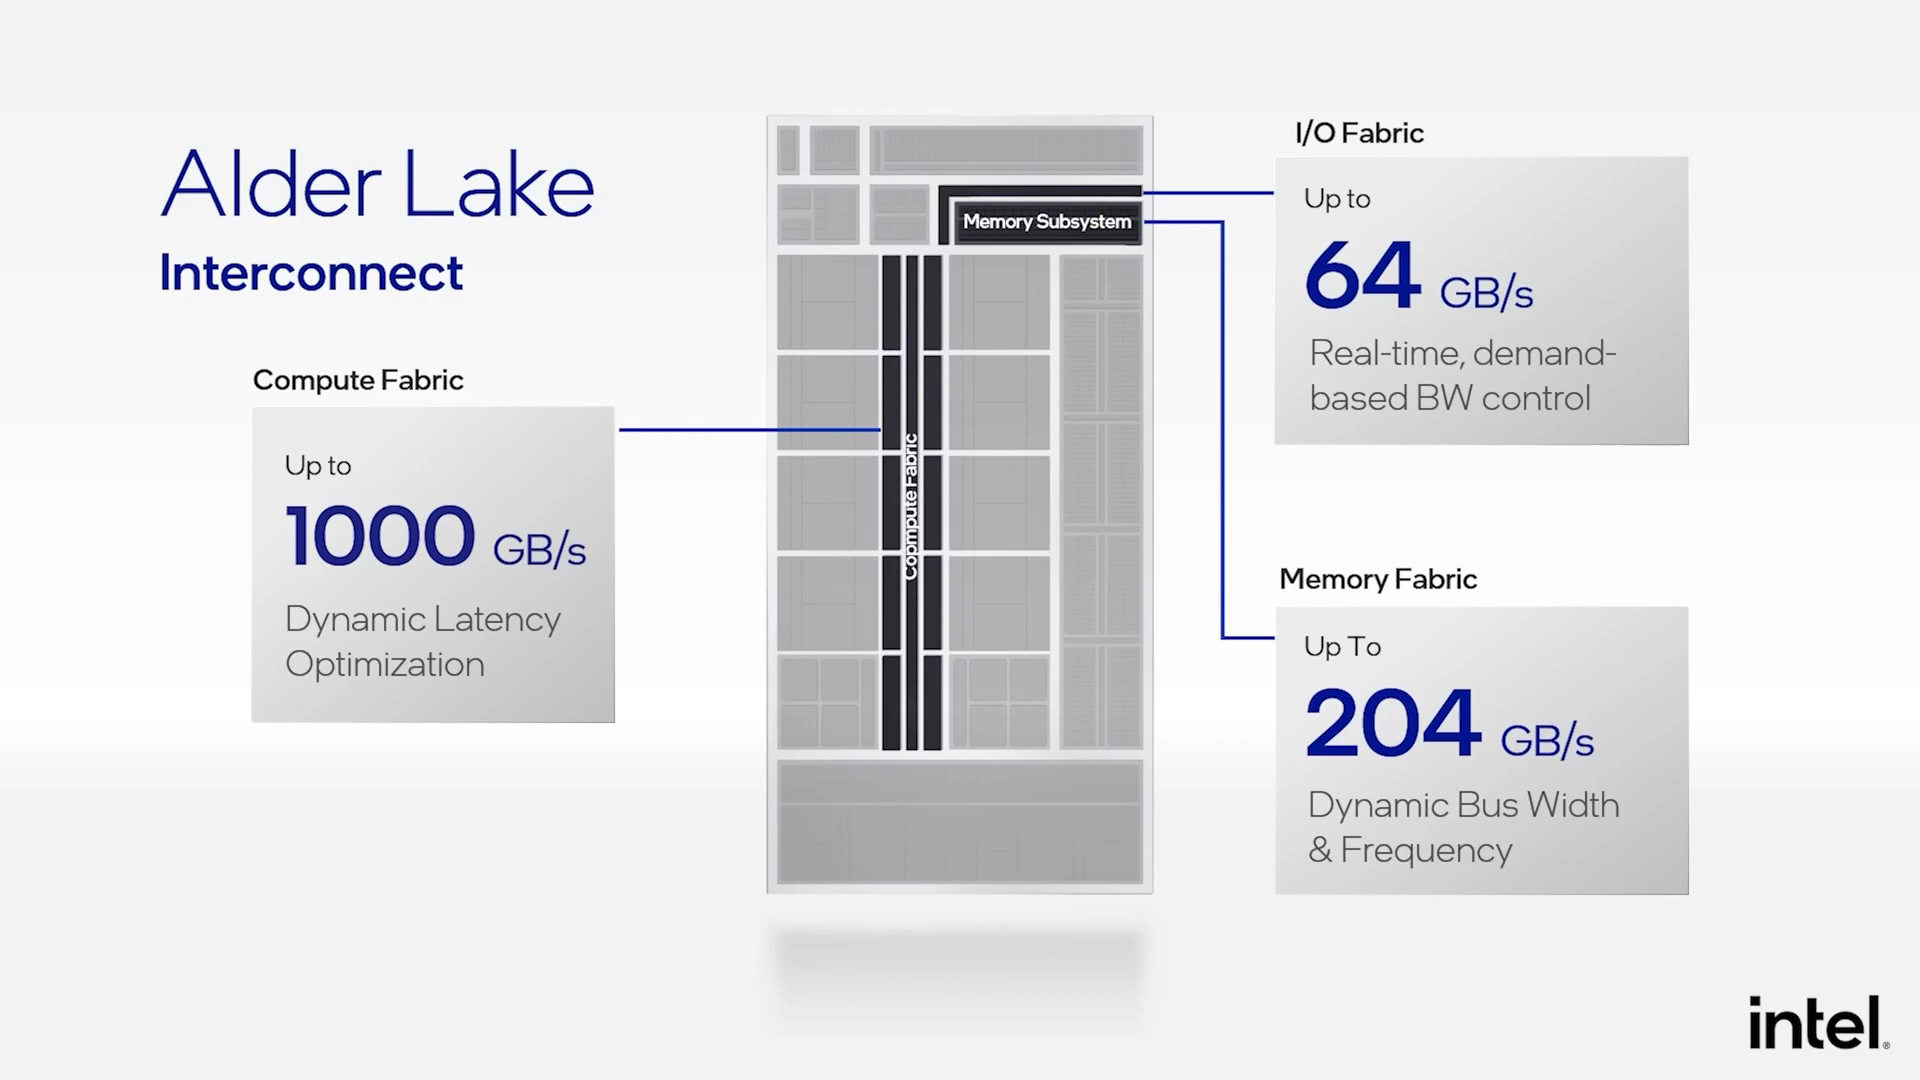 Alder Lake
Interconnect
Compute Fabric
Up to
1000 GB/s
Dynamic Latency
Optimization
Memory Subsystem
Compute Fabric
I/O Fabric
Up to
64 GB/s
Real-time, demand-
based BW control
Memory Fabric
Up To
204 GB/s
Dynamic Bus Width
& Frequency
intel®